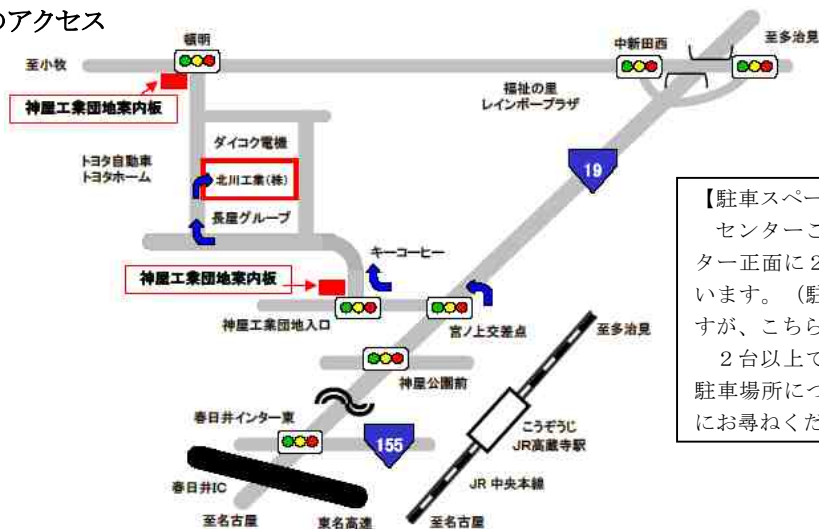 のアクセス
頓明
中新田西
至多治見
至小牧
神屋工業団地案内板
福祉の里
レインボープラザ
ダイコク電機
トヨタ自動車
トヨタホーム
北川工業(株)
19
長屋グループ
キーコーヒー
神屋工業団地案内板
神屋工業団地入口
宮ノ上交差点
至多治見
神屋公園前
春日井インター東
155
こうぞうじ
JR高蔵寺駅
春日井IC
JR 中央本線
至名古屋
東名高速
至名古屋
【駐車スペー
センターご
ター正面に2
います。（駐
すが、こちら
2台以上で
駐車場所につ
にお尋ねくだ